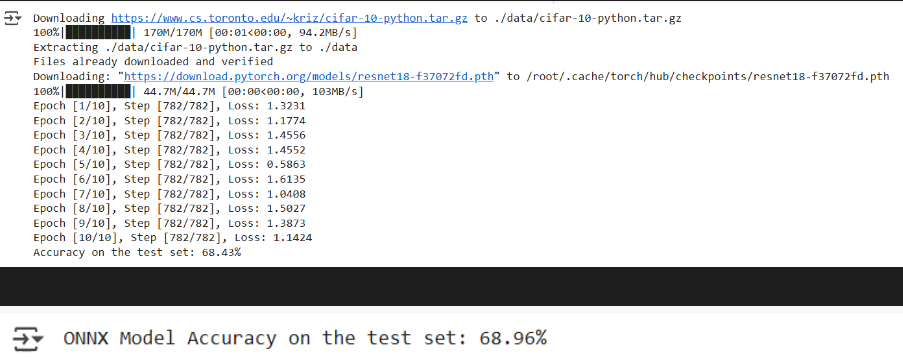 Downloading https://www.cs.toronto.edu/~kriz/cifar-10-python.tar.gz to ./data/cifar-10-python.tar.gz
100%|██████████| 170M/170M [00:01<00:00, 94.2MB/s]
Extracting ./data/cifar-10-python.tar.gz to ./data
Files already downloaded and verified
Downloading: "https://download.pytorch.org/models/resnet18-f37072fd.pth" to /root/.cache/torch/hub/checkpoints/resnet18-f37072fd.pth
100%|██████████| 44.7M/44.7M [00:00<00:00, 103MB/s]
Epoch [1/10], Step [782/782], Loss: 1.3231
Epoch [2/10], Step [782/782], Loss: 1.1774
Epoch [3/10], Step [782/782], Loss: 1.4556
Epoch [4/10], Step [782/782], Loss: 1.4552
Epoch [5/10], Step [782/782], Loss: 0.5863
Epoch [6/10], Step [782/782], Loss: 1.6135
Epoch [7/10], Step [782/782], Loss: 1.0408
Epoch [8/10], Step [782/782], Loss: 1.5027
Epoch [9/10], Step [782/782], Loss: 1.3873
Epoch [10/10], Step [782/782], Loss: 1.1424
Accuracy on the test set: 68.43%
ONNX Model Accuracy on the test set: 68.96%